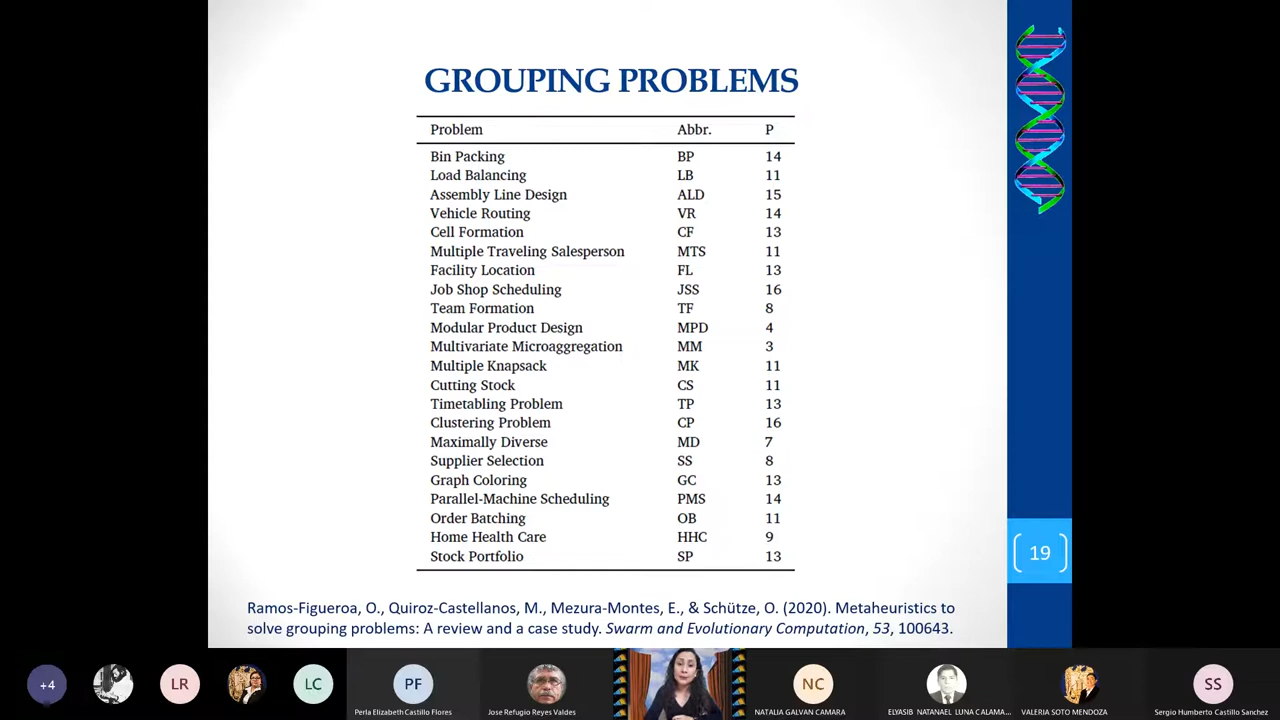 GROUPING PROBLEMS
Problem Abbr. P
Bin Packing BP 14
Load Balancing LB 11
Assembly Line Design ALD 15
Vehicle Routing VR 14
Cell Formation CF 13
Multiple Traveling Salesperson MTS 11
Facility Location FL 13
Job Shop Scheduling JSS 16
Team Formation TF 8
Modular Product Design MPD 4
Multivariate Microaggregation MM 3
Multiple Knapsack MK 11
Cutting Stock CS 11
Timetabling Problem TP 13
Clustering Problem CP 16
Maximally Diverse MD 7
Supplier Selection SS 8
Graph Coloring GC 13
Parallel-Machine Scheduling PMS 14
Order Batching OB 11
Home Health Care HHC 9
Stock Portfolio SP 13
19
Ramos-Figueroa, O., Quiroz-Castellanos, M., Mezura-Montes, E., & Schütze, O. (2020). Metaheuristics to
solve grouping problems: A review and a case study. Swarm and Evolutionary Computation, 53, 100643.
+4 LR LC PF NC SS
Perla Elizabeth Castillo Flores Jose Refugio Reyes Valdes NATALIA GALVAN CAMARA ELYASIB NATANAEL LUNA CALAMA... VALERIA SOTO MENDOZA Sergio Humberto Castillo Sanchez